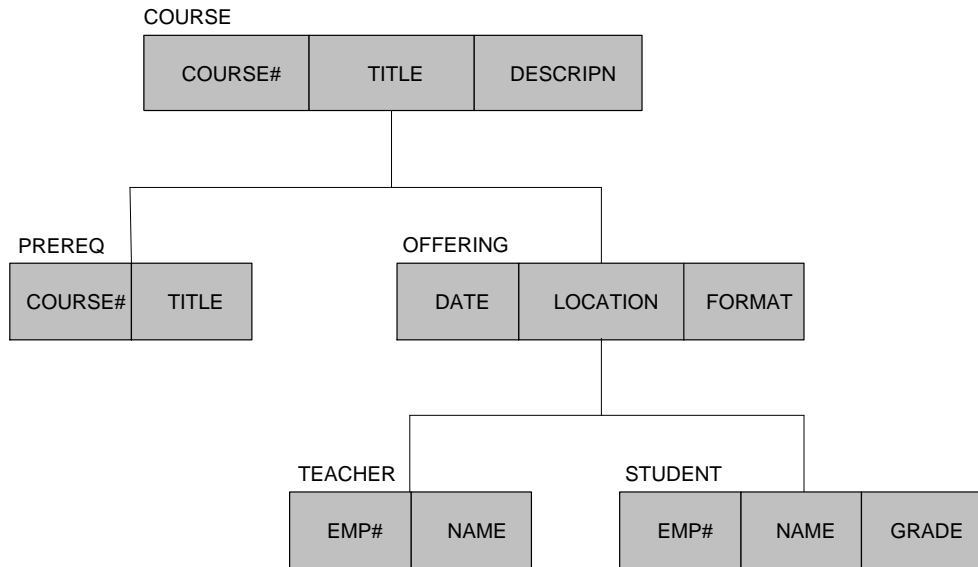 COURSE
COURSE# TITLE DESCRIPN
PREREQ OFFERING
COURSE# TITLE DATE LOCATION FORMAT
TEACHER STUDENT
EMP# NAME EMP# NAME GRADE